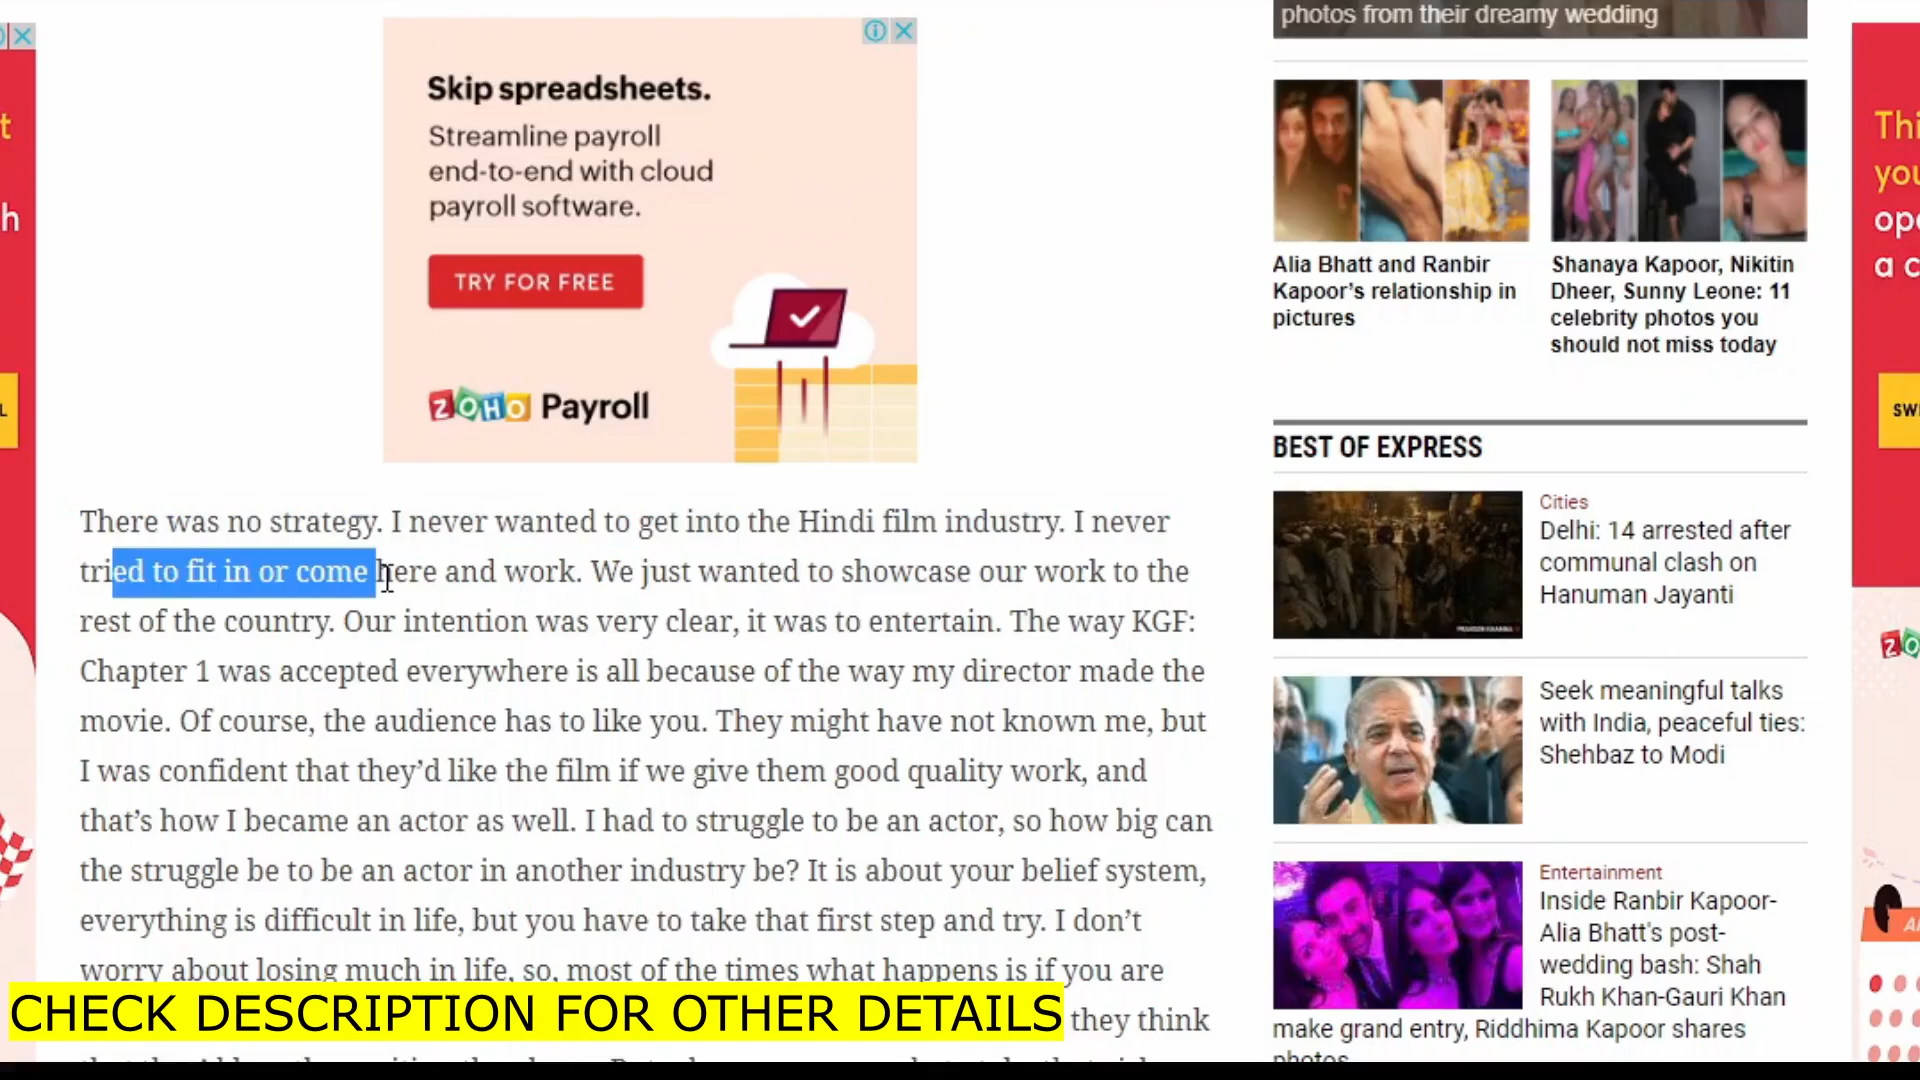 photos from their dreamy wedding
Skip spreadsheets.
Streamline payroll
end-to-end with cloud
payroll software.
TRY FOR FREE
ZOHO Payroll
Alia Bhatt and Ranbir
Kapoor’s relationship in
pictures
Shanaya Kapoor, Nikitin
Dheer, Sunny Leone: 11
celebrity photos you
should not miss today
BEST OF EXPRESS
Cities
Delhi: 14 arrested after
communal clash on
Hanuman Jayanti
Seek meaningful talks
with India, peaceful ties:
Shehbaz to Modi
Entertainment
Inside Ranbir Kapoor-
Alia Bhatt's post-
wedding bash: Shah
Rukh Khan-Gauri Khan
make grand entry, Riddhima Kapoor shares
photos
There was no strategy. I never wanted to get into the Hindi film industry. I never
tried to fit in or come here and work. We just wanted to showcase our work to the
rest of the country. Our intention was very clear, it was to entertain. The way KGF:
Chapter 1 was accepted everywhere is all because of the way my director made the
movie. Of course, the audience has to like you. They might have not known me, but
I was confident that they’d like the film if we give them good quality work, and
that’s how I became an actor as well. I had to struggle to be an actor, so how big can
the struggle be to be an actor in another industry be? It is about your belief system,
everything is difficult in life, but you have to take that first step and try. I don’t
worry about losing much in life, so, most of the times what happens is if you are
they think
CHECK DESCRIPTION FOR OTHER DETAILS